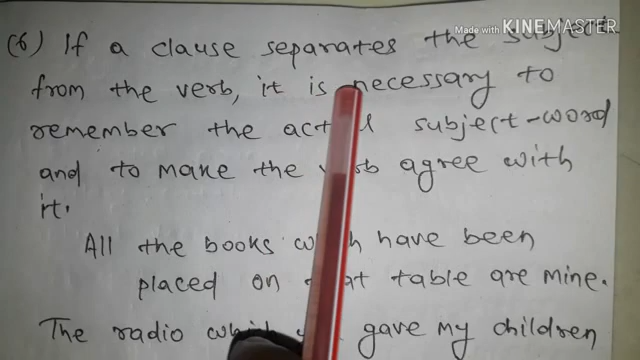 Made with KINEMASTER
(6) If a clause separates the subject
from the verb, it is necessary to
remember the subject-word
and to make the agree with
it.
All the books have been
placed on table are mine.
The radio gave my children